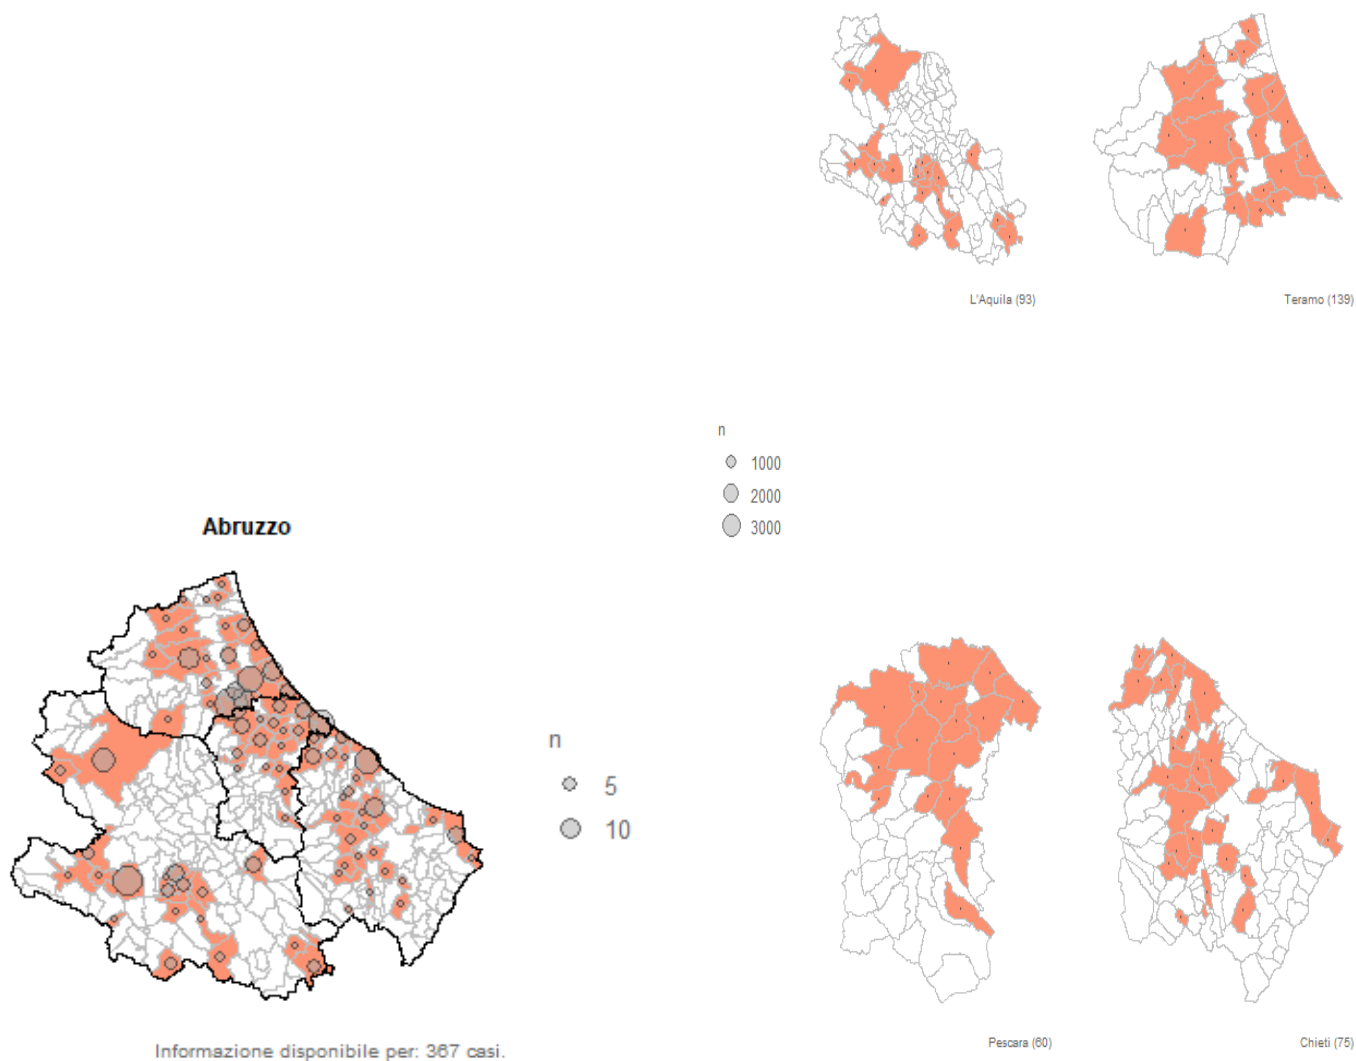 L'Aquila (93)
Teramo (139)
n
1000
2000
3000
Abruzzo
n
5
10
Informazione disponibile per: 367 casi.
Pescara (60)
Chieti (75)